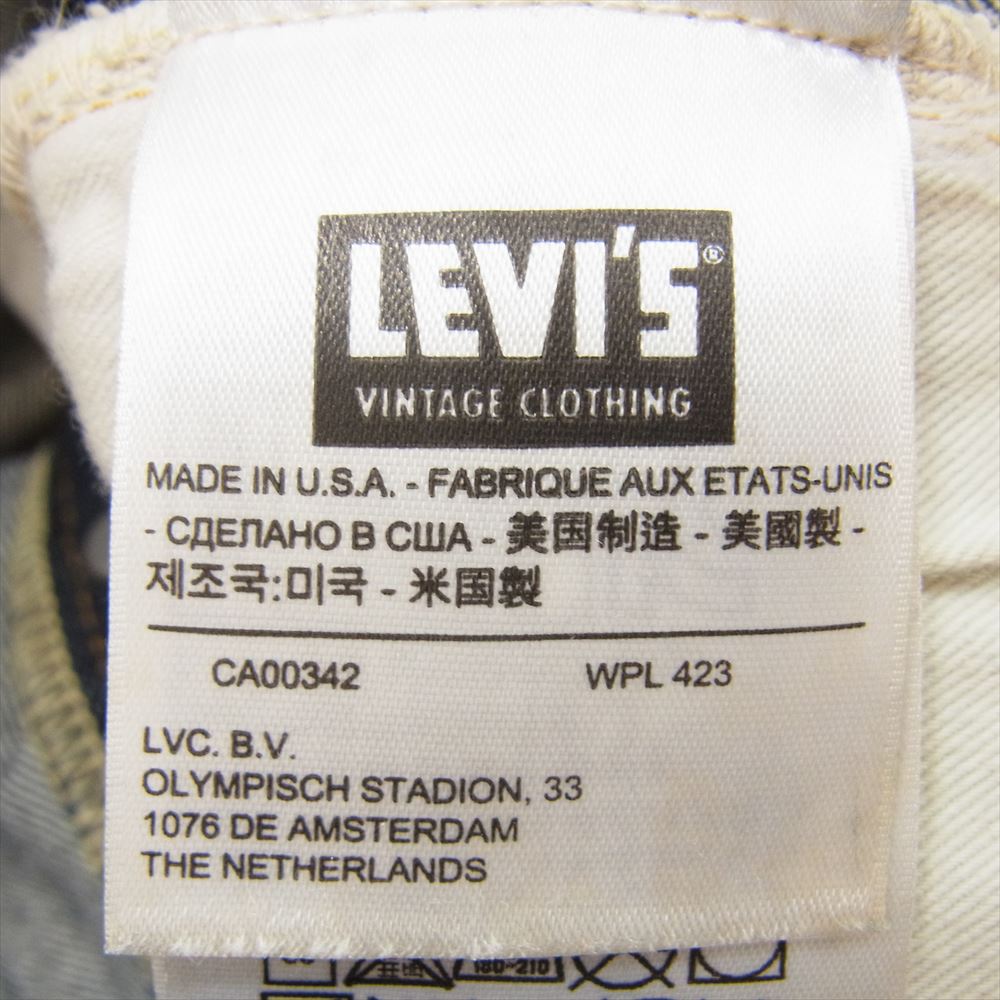 LEVI'S®
VINTAGE CLOTHING
MADE IN U.S.A. - FABRIQUE AUX ETATS-UNIS
- СДЕЛАНО В США - 美国制造 - 美國製 -
제조국:미국 - 米国製
CA00342 WPL 423
LVC. B.V.
OLYMPISCH STADION, 33
1076 DE AMSTERDAM
THE NETHERLANDS
180~210